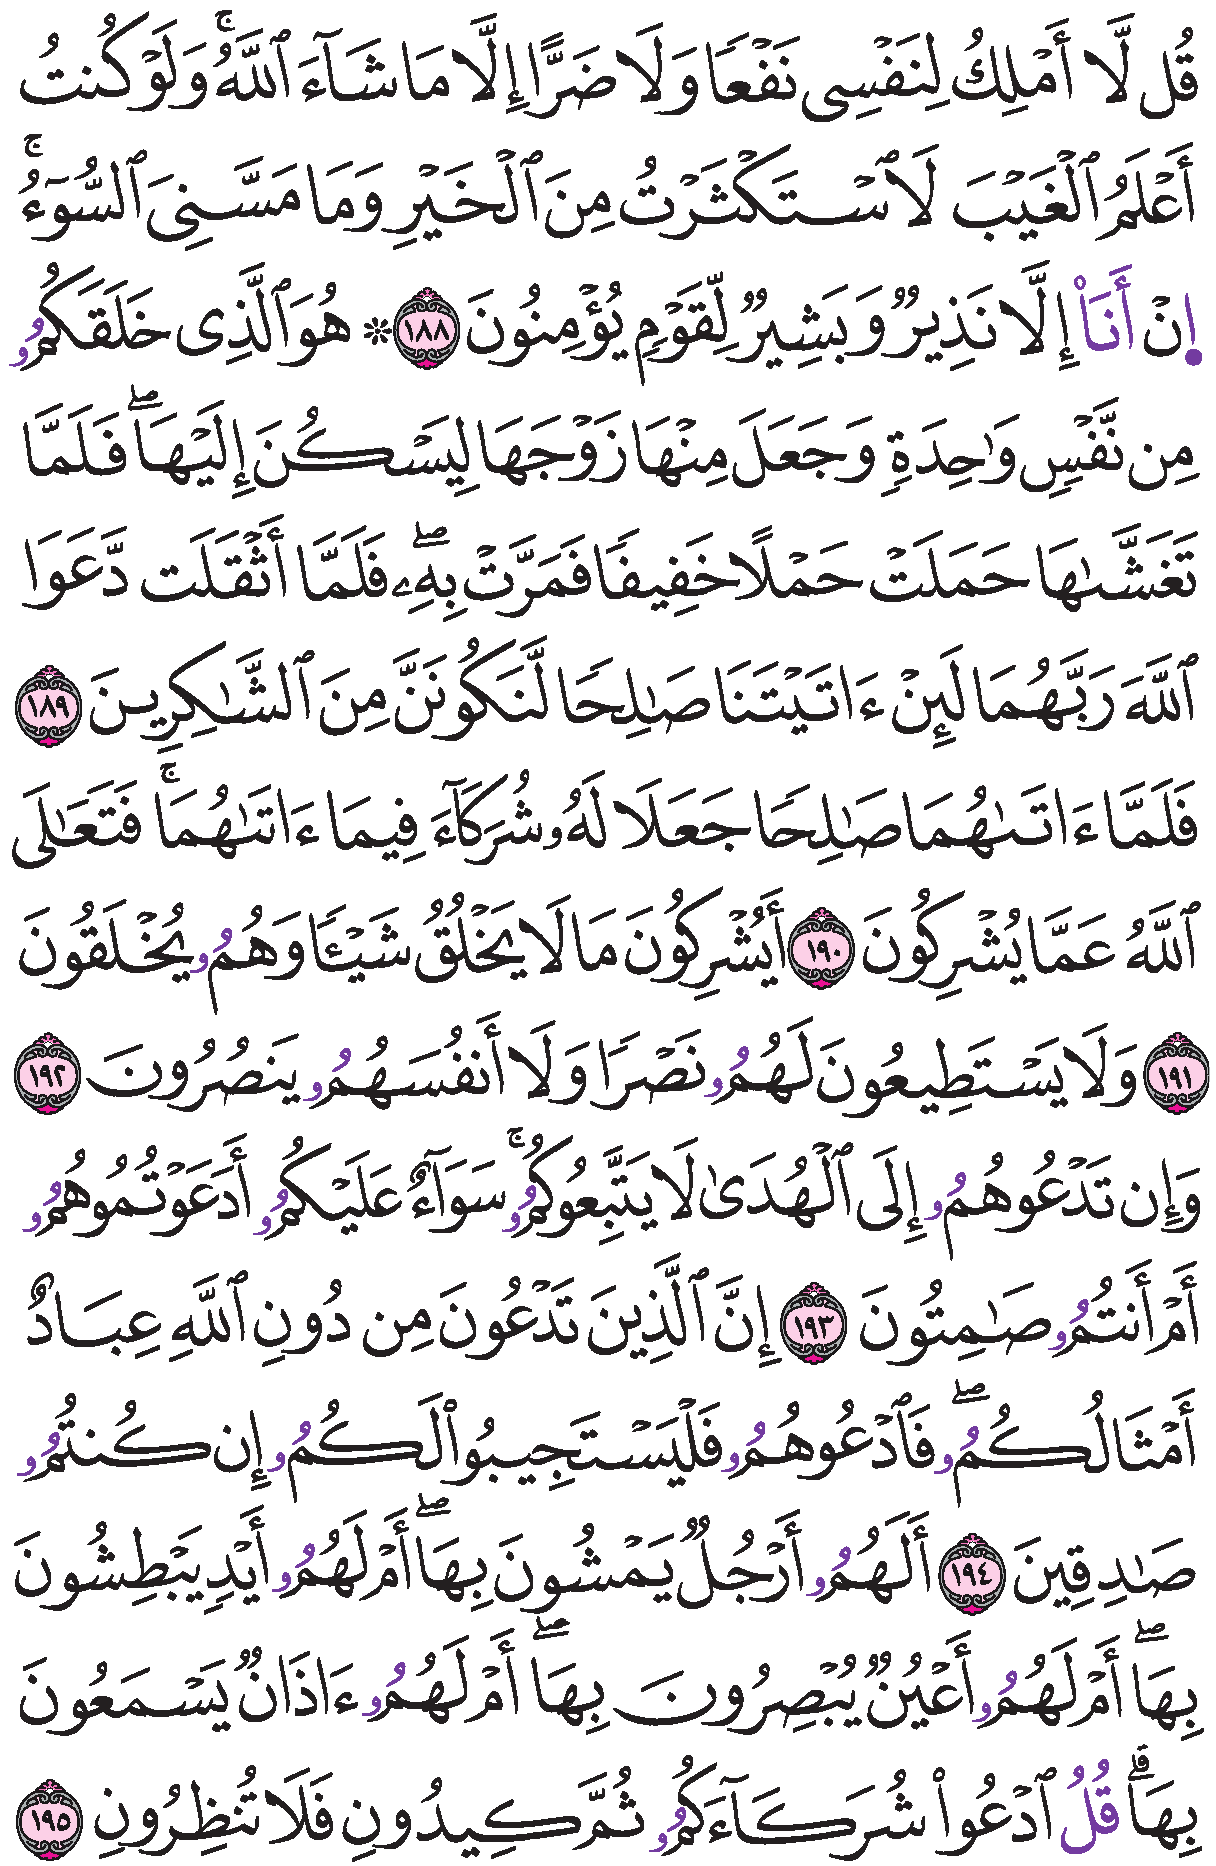 قُل لَّا أَمْلِكُ لِنَفْسِى نَفْعًا وَلَا ضَرًّا إِلَّا مَا شَآءَ ٱللَّهُ ۚ وَلَوْ كُنتُ
أَعْلَمُ ٱلْغَيْبَ لَٱسْتَكْثَرْتُ مِنَ ٱلْخَيْرِ وَمَا مَسَّنِىَ ٱلسُّوٓءُ ۚ
إِنْ أَنَا۠ إِلَّا نَذِيرٌ وَبَشِيرٌ لِّقَوْمٍ يُؤْمِنُونَ ١٨٨ ۞ هُوَ ٱلَّذِى خَلَقَكُمُۥ
مِن نَّفْسٍ وَٰحِدَةٍ وَجَعَلَ مِنْهَا زَوْجَهَا لِيَسْكُنَ إِلَيْهَا ۖ فَلَمَّا
تَغَشَّىٰهَا حَمَلَتْ حَمْلًا خَفِيفًا فَمَرَّتْ بِهِۦ ۖ فَلَمَّا أَثْقَلَت دَّعَوَا
ٱللَّهَ رَبَّهُمَا لَئِنْ ءَاتَيْتَنَا صَٰلِحًا لَّنَكُونَنَّ مِنَ ٱلشَّٰكِرِينَ ١٨٩
فَلَمَّا ءَاتَىٰهُمَا صَٰلِحًا جَعَلَا لَهُۥ شُرَكَآءَ فِيمَا ءَاتَىٰهُمَا ۚ فَتَعَٰلَى
ٱللَّهُ عَمَّا يُشْرِكُونَ ١٩٠ أَيُشْرِكُونَ مَا لَا يَخْلُقُ شَيْـًٔا وَهُمُۥ يُخْلَقُونَ
١٩١ وَلَا يَسْتَطِيعُونَ لَهُمُۥ نَصْرًا وَلَا أَنفُسَهُمُۥ يَنصُرُونَ ١٩٢
وَإِن تَدْعُوهُمُۥ إِلَى ٱلْهُدَىٰ لَا يَتَّبِعُوكُمُۥ ۚ سَوَآءٌ عَلَيْكُمُۥ أَدَعَوْتُمُوهُمُۥ
أَمْ أَنتُمُۥ صَٰمِتُونَ ١٩٣ إِنَّ ٱلَّذِينَ تَدْعُونَ مِن دُونِ ٱللَّهِ عِبَادٌ
أَمْثَالُكُمُۥ ۖ فَٱدْعُوهُمُۥ فَلْيَسْتَجِيبُوا۟ لَكُمُۥ إِن كُنتُمُۥ
صَٰدِقِينَ ١٩٤ أَلَهُمُۥ أَرْجُلٌ يَمْشُونَ بِهَا ۖ أَمْ لَهُمُۥ أَيْدٍ يَبْطِشُونَ
بِهَا ۖ أَمْ لَهُمُۥ أَعْيُنٌ يُبْصِرُونَ بِهَا ۖ أَمْ لَهُمُۥ ءَاذَانٌ يَسْمَعُونَ
بِهَا ۗ قُلُ ٱدْعُوا۟ شُرَكَآءَكُمُۥ ثُمَّ كِيدُونِ فَلَا تُنظِرُونِ ١٩٥